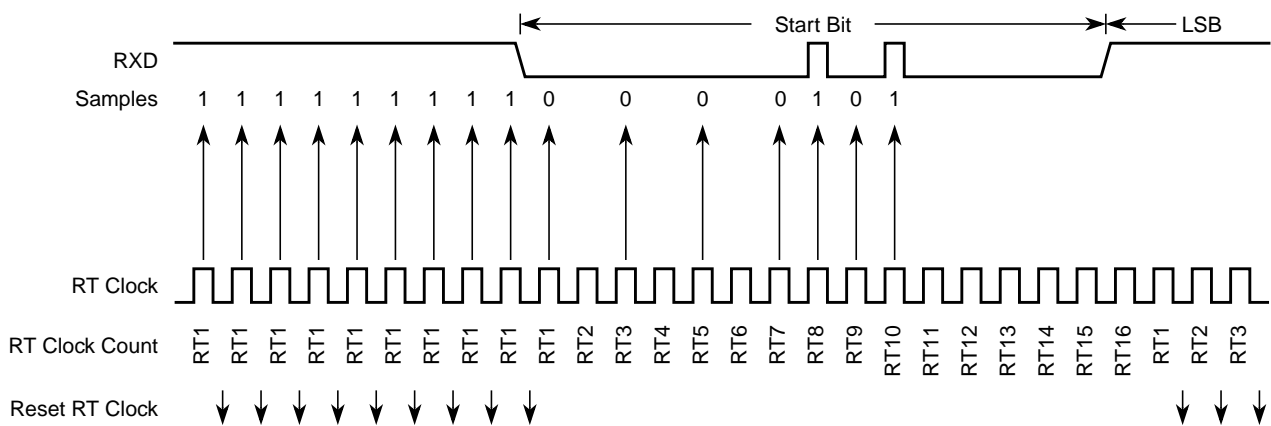 Start Bit LSB
RXD
Samples 1 1 1 1 1 1 1 1 1 0 0 0 0 1 0 1
RT Clock
RT Clock Count RT1 RT1 RT1 RT1 RT1 RT1 RT1 RT1 RT1 RT1 RT2 RT3 RT4 RT5 RT6 RT7 RT8 RT9 RT10 RT11 RT12 RT13 RT14 RT15 RT16 RT1 RT2 RT3
Reset RT Clock